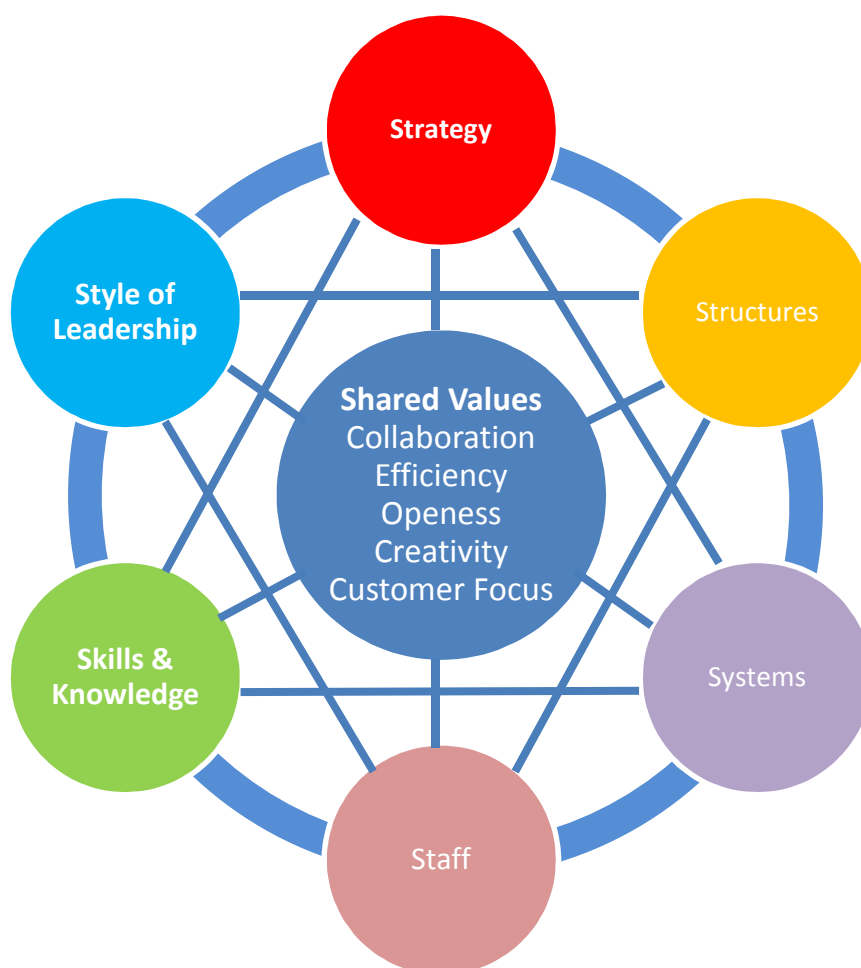 Strategy
Style of
Leadership
Structures
Shared Values
Collaboration
Efficiency
Openess
Creativity
Customer Focus
Skills &
Knowledge
Systems
Staff